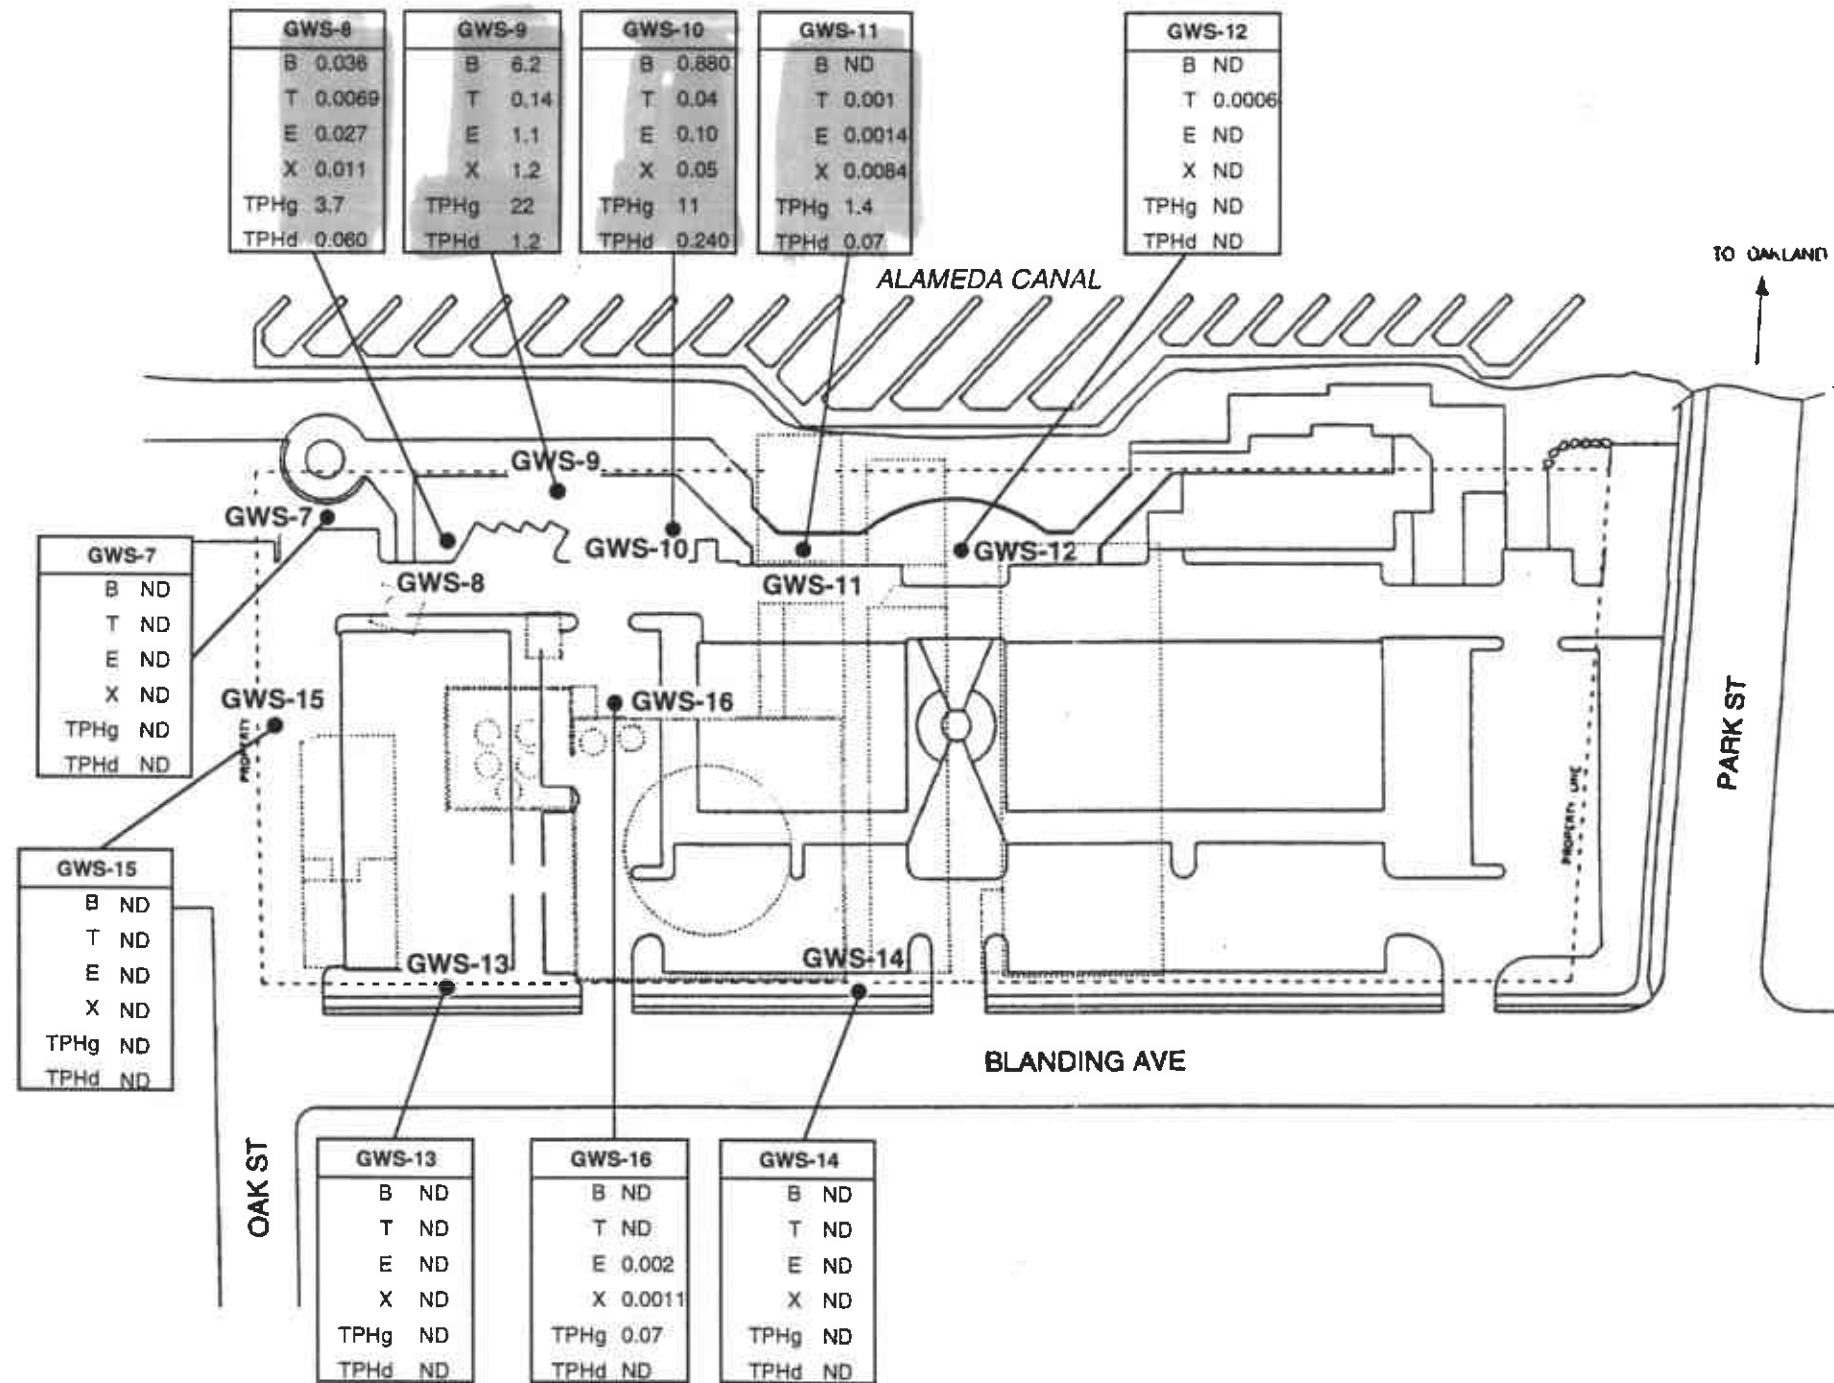 GWS-8
B 0.036
T 0.0069
E 0.027
X 0.011
TPHg 3.7
TPHd 0.060
GWS-9
B 6.2
T 0.14
E 1.1
X 1.2
TPHg 22
TPHd 1.2
GWS-10
B 0.880
T 0.04
E 0.10
X 0.05
TPHg 11
TPHd 0.240
GWS-11
B ND
T 0.001
E 0.0014
X 0.0084
TPHg 1.4
TPHd 0.07
GWS-12
B ND
T 0.0006
E ND
X ND
TPHg ND
TPHd ND
TO OAKLAND
ALAMEDA CANAL
GWS-9
GWS-7
GWS-10
GWS-12
GWS-8
GWS-11
GWS-7
B ND
T ND
E ND
X ND
TPHg ND
TPHd ND
GWS-15
GWS-16
PROPERTY
PARK ST
PROPERTY LINE
GWS-15
B ND
T ND
E ND
X ND
TPHg ND
TPHd ND
GWS-13
GWS-14
BLANDING AVE
OAK ST
GWS-13
B ND
T ND
E ND
X ND
TPHg ND
TPHd ND
GWS-16
B ND
T ND
E 0.002
X 0.0011
TPHg 0.07
TPHd ND
GWS-14
B ND
T ND
E ND
X ND
TPHg ND
TPHd ND